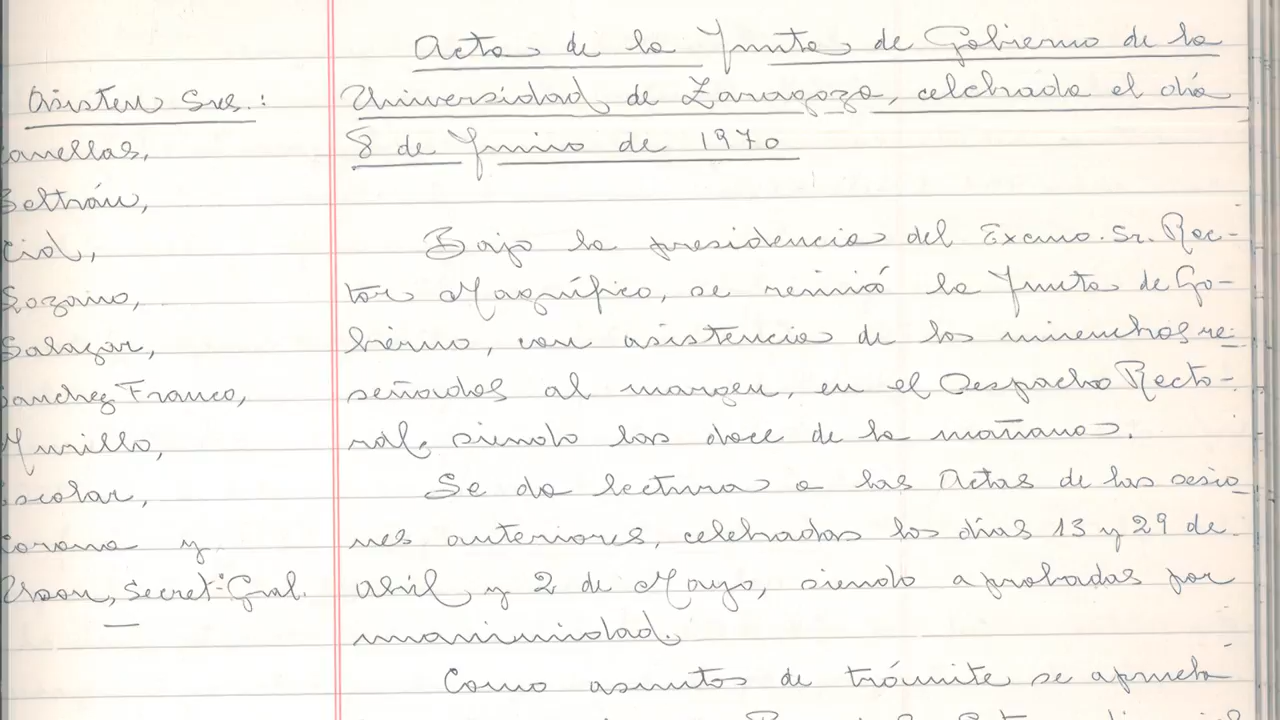 Acta de la Junta de Gobierno de la
Universidad de Zaragoza, celebrada el día
8 de Junio de 1970
Asisten Sres.:
Canellas,
Beltrán,
Cid,
Lozano,
Salazar,
Sanchez Franco,
Murillo,
Escolar,
Corona y
Uson, Secret.º Gral.
Bajo la presidencia del Excmo. Sr. Rec-
tor Magnífico, se reunió la Junta de Go-
bierno, con asistencia de los miembros re-
señados al margen, en el Despacho Recto-
ral, siendo las doce de la mañana.
Se da lectura a las Actas de las sesio-
nes anteriores, celebradas los días 13 y 29 de
Abril y 2 de Mayo, siendo aprobadas por
unanimidad.
Como asuntos de trámite se aprueba